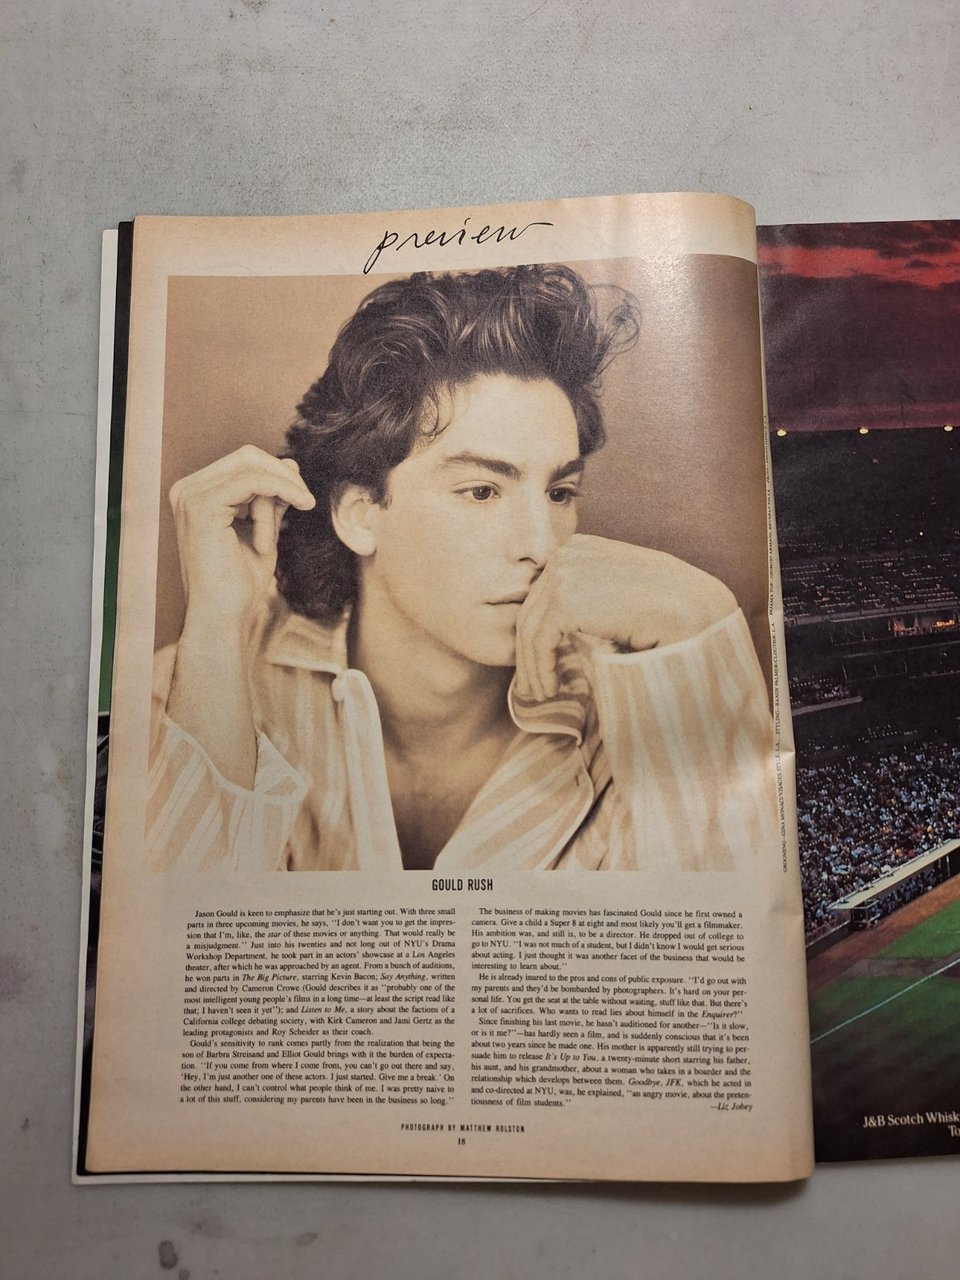 preview
GOULD RUSH
Jason Gould is keen to emphasize that he's just starting out. With three small
parts in three upcoming movies, he says, "I don't want you to get the impres-
sion that I'm, like, the star of these movies or anything. That would really be
a misjudgment." Just into his twenties and not long out of NYU's Drama
Workshop Department, he took part in an actors' showcase at a Los Angeles
theater, after which he was approached by an agent. From a bunch of auditions,
he won parts in The Big Picture, starring Kevin Bacon; Say Anything, written
and directed by Cameron Crowe (Gould describes it as "probably one of the
most intelligent young people's films in a long time—at least the script read like
that; I haven't seen it yet"); and Listen to Me, a story about the factions of a
California college debating society, with Kirk Cameron and Jami Gertz as the
leading protagonists and Roy Scheider as their coach.
Gould's sensitivity to rank comes partly from the realization that being the
son of Barbra Streisand and Elliot Gould brings with it the burden of expecta-
tion. "If you come from where I come from, you can't go out there and say,
'Hey, I'm just another one of these actors. I just started. Give me a break.' On
the other hand, I can't control what people think of me. I was pretty naive to
a lot of this stuff, considering my parents have been in the business so long."
The business of making movies has fascinated Gould since he first owned a
camera. Give a child a Super 8 at eight and most likely you'll get a filmmaker.
His ambition was, and still is, to be a director. He dropped out of college to
go to NYU. "I was not much of a student, but I didn't know I would get serious
about acting. I just thought it was another facet of the business that would be
interesting to learn about."
He is already inured to the pros and cons of public exposure. "I'd go out with
my parents and they'd be bombarded by photographers. It's hard on your per-
sonal life. You get the seat at the table without waiting, stuff like that. But there's
a lot of sacrifices. Who wants to read lies about himself in the Enquirer?"
Since finishing his last movie, he hasn't auditioned for another—"Is it slow,
or is it me?"—has hardly seen a film, and is suddenly conscious that it's been
about two years since he made one. His mother is apparently still trying to per-
suade him to release It's Up to You, a twenty-minute short starring his father,
his aunt, and his grandmother, about a woman who takes in a boarder and the
relationship which develops between them. Goodbye, JFK, which he acted in
and co-directed at NYU, was, he explained, "an angry movie, about the preten-
tiousness of film students."
—Liz Jobey
PHOTOGRAPH BY MATTHEW ROLSTON
18
J&B Scotch Whisk
To